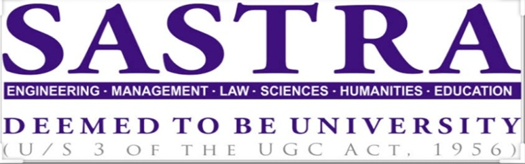 SASTRA
ENGINEERING · MANAGEMENT · LAW · SCIENCES · HUMANITIES · EDUCATION
DEEMED TO BE UNIVERSITY
(U/S 3 OF THE UGC ACT, 1956)